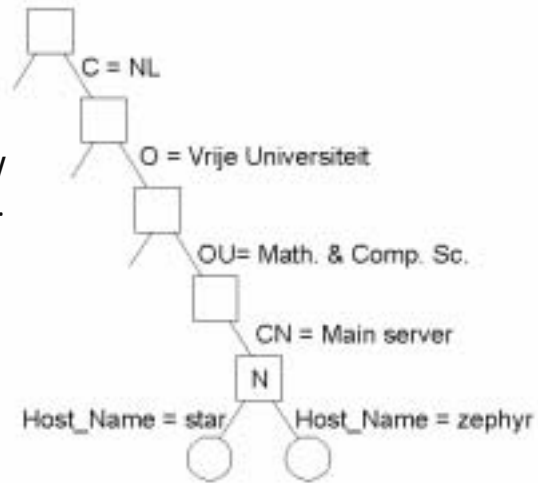 C = NL
O = Vrije Universiteit
OU= Math. & Comp. Sc.
CN = Main server
N
Host_Name = star Host_Name = zephyr